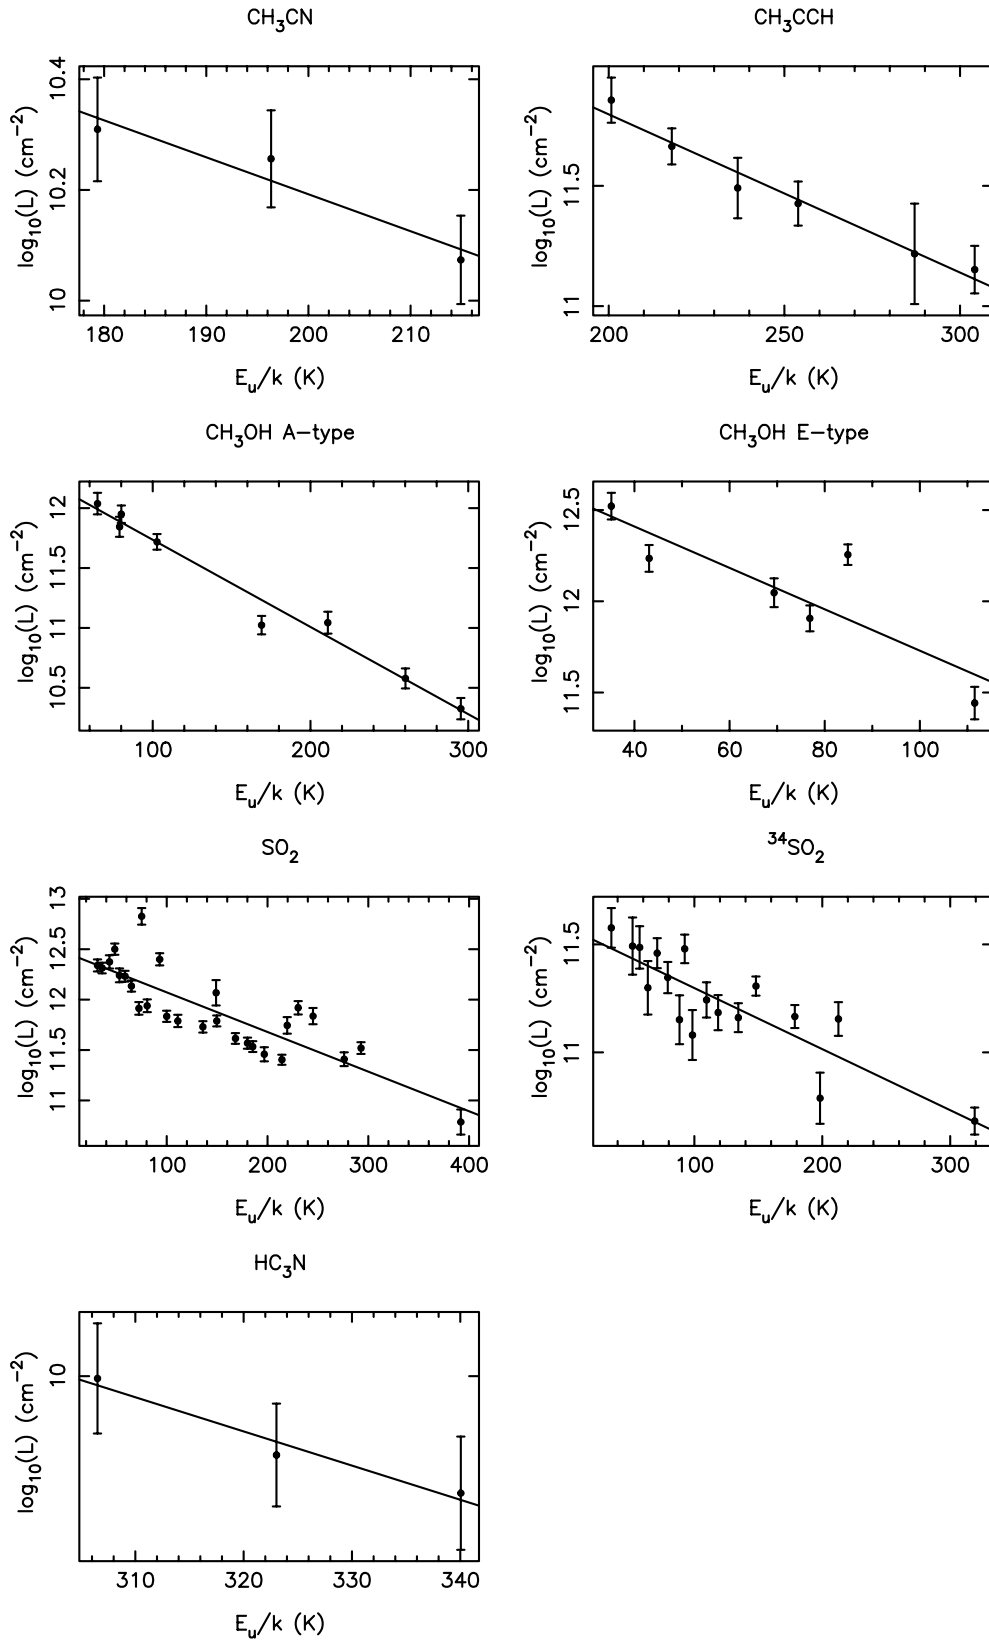 CH3CN
log10(L) (cm−2)
10 10.2 10.4
180 190 200 210
Eu/k (K)
CH3CCH
log10(L) (cm−2)
11 11.5
200 250 300
Eu/k (K)
CH3OH A−type
log10(L) (cm−2)
10.5 11 11.5 12
100 200 300
Eu/k (K)
CH3OH E−type
log10(L) (cm−2)
11.5 12 12.5
40 60 80 100
Eu/k (K)
SO2
log10(L) (cm−2)
11 11.5 12 12.5 13
100 200 300 400
Eu/k (K)
34SO2
log10(L) (cm−2)
11 11.5
100 200 300
Eu/k (K)
HC3N
log10(L) (cm−2)
10
310 320 330 340
Eu/k (K)